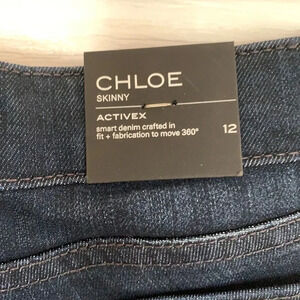 CHLOE
SKINNY
ACTIVEX
smart denim crafted in
fit + fabrication to move 360°
12